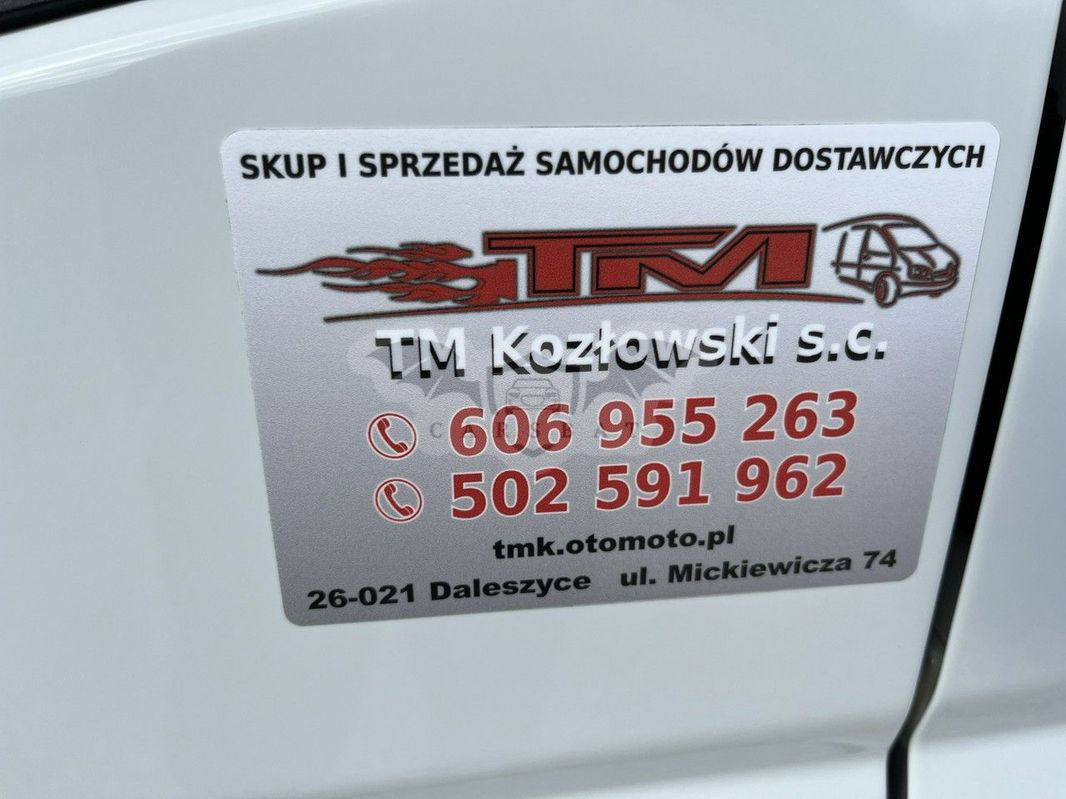 SKUP I SPRZEDAŻ SAMOCHODÓW DOSTAWCZYCH
TM
TM Kozłowski s.c.
CARSEAT
606 955 263
502 591 962
tmk.otomoto.pl
26-021 Daleszyce ul. Mickiewicza 74